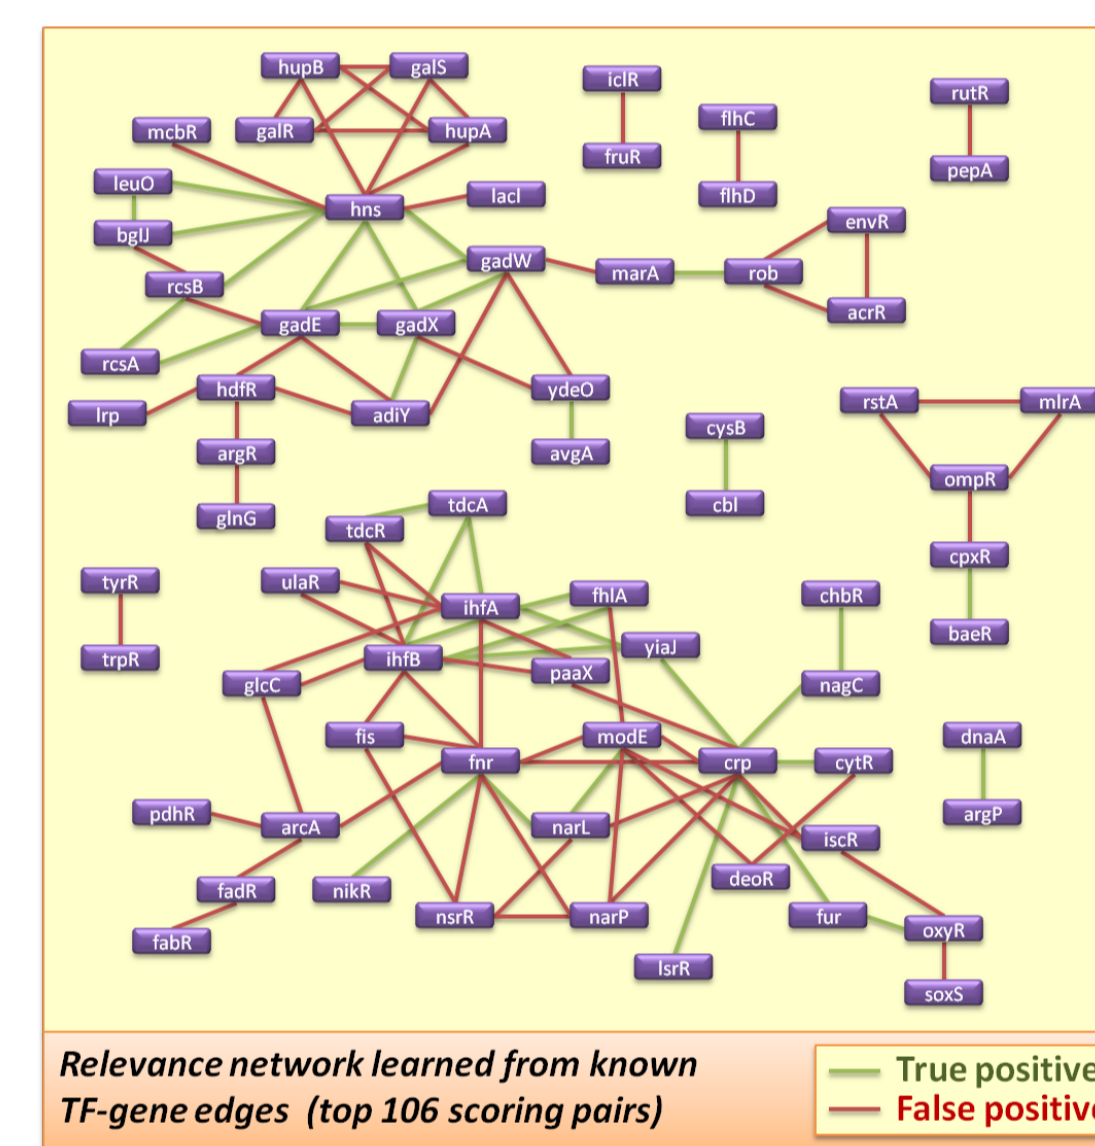 hupB galS
iclR
rutR
flhC
mcbR galR hupA
fruR
pepA
leuO
lacI
flhD
hns
envR
bglJ
gadW
marA rob
rcsB
acrR
gadE gadX
rcsA
hdfR ydeO
rstA mlrA
lrp adiY
cysB
argR avgA
ompR
tdcA
cbl
glnG
tdcR
cpxR
tyrR ulaR
fhlA chbR
ihfA
baeR
yiaJ
trpR ihfB
paaX
glcC nagC
fis modE dnaA
fnr crp cytR
pdhR argP
arcA narL
iscR
deoR
fadR nikR
nsrR narP fur
oxyR
fabR
lsrR
soxS
Relevance network learned from known
TF-gene edges (top 106 scoring pairs)
True positive
False positive